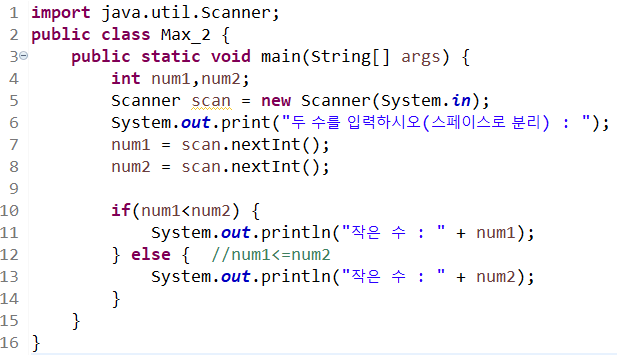 1 import java.util.Scanner;
2 public class Max_2 {
3 public static void main(String[] args) {
4 int num1,num2;
5 Scanner scan = new Scanner(System.in);
6 System.out.print("두 수를 입력하시오(스페이스로 분리) : ");
7 num1 = scan.nextInt();
8 num2 = scan.nextInt();
9
10 if(num1<num2) {
11 System.out.println("작은 수 : " + num1);
12 } else { //num1<=num2
13 System.out.println("작은 수 : " + num2);
14 }
15 }
16 }